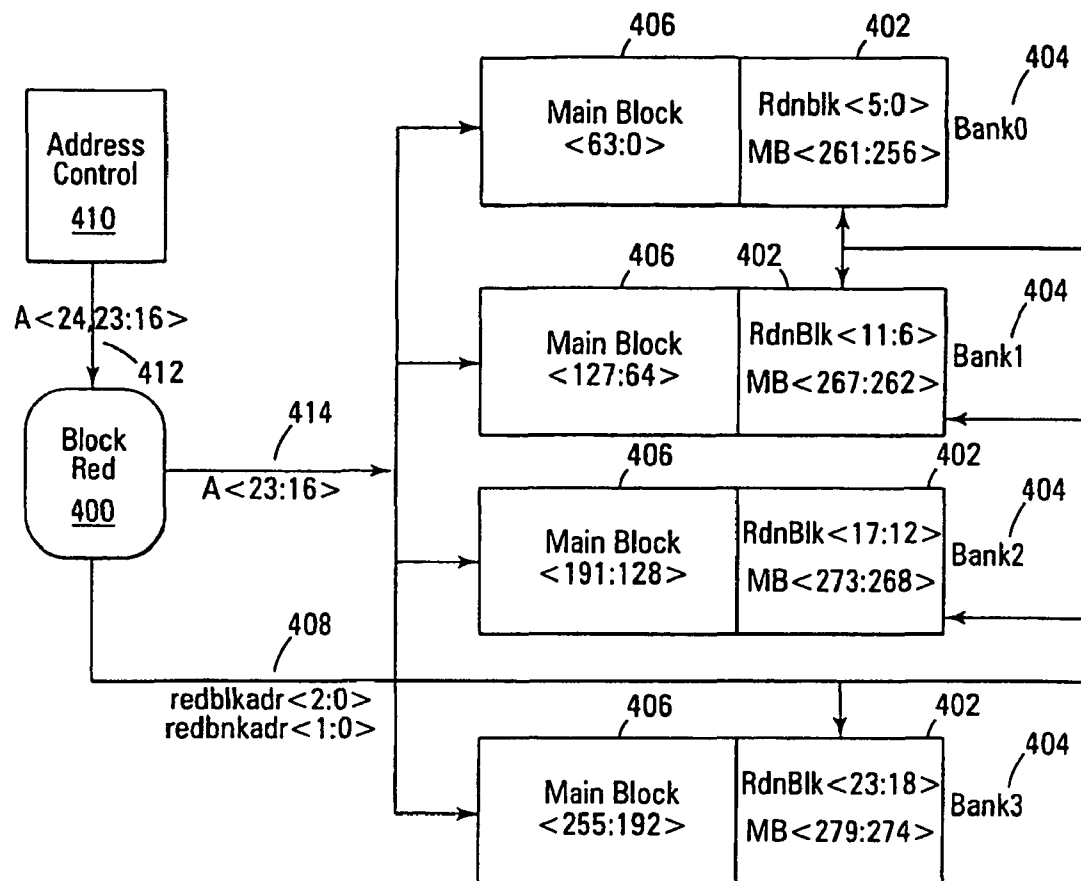 406
402
404
Address
Control
410
Main Block
<63:0>
Rdnblk<5:0>
MB<261:256>
Bank0
A<24,23:16>
412
406
402
404
Main Block
<127:64>
RdnBlk<11:6>
MB<267:262>
Bank1
Block
Red
400
414
A<23:16>
406
402
404
Main Block
<191:128>
RdnBlk<17:12>
MB<273:268>
Bank2
408
redblkadr<2:0>
redbnkadr<1:0>
406
402
404
Main Block
<255:192>
RdnBlk<23:18>
MB<279:274>
Bank3